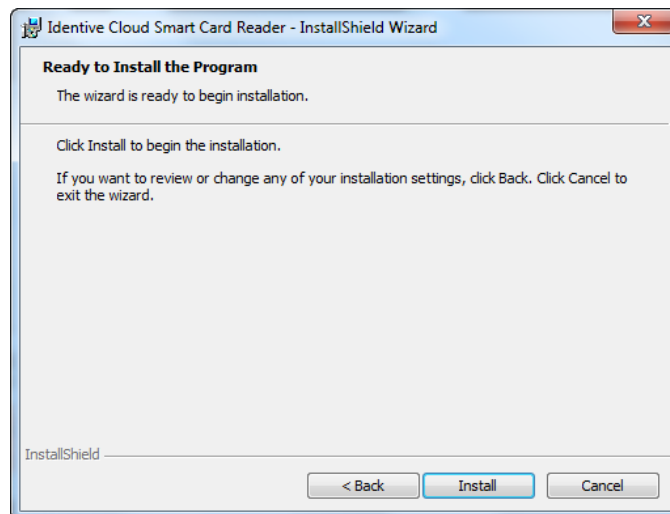 Identive Cloud Smart Card Reader - InstallShield Wizard
Ready to Install the Program
The wizard is ready to begin installation.
Click Install to begin the installation.
If you want to review or change any of your installation settings, click Back. Click Cancel to
exit the wizard.
InstallShield
< Back Install Cancel